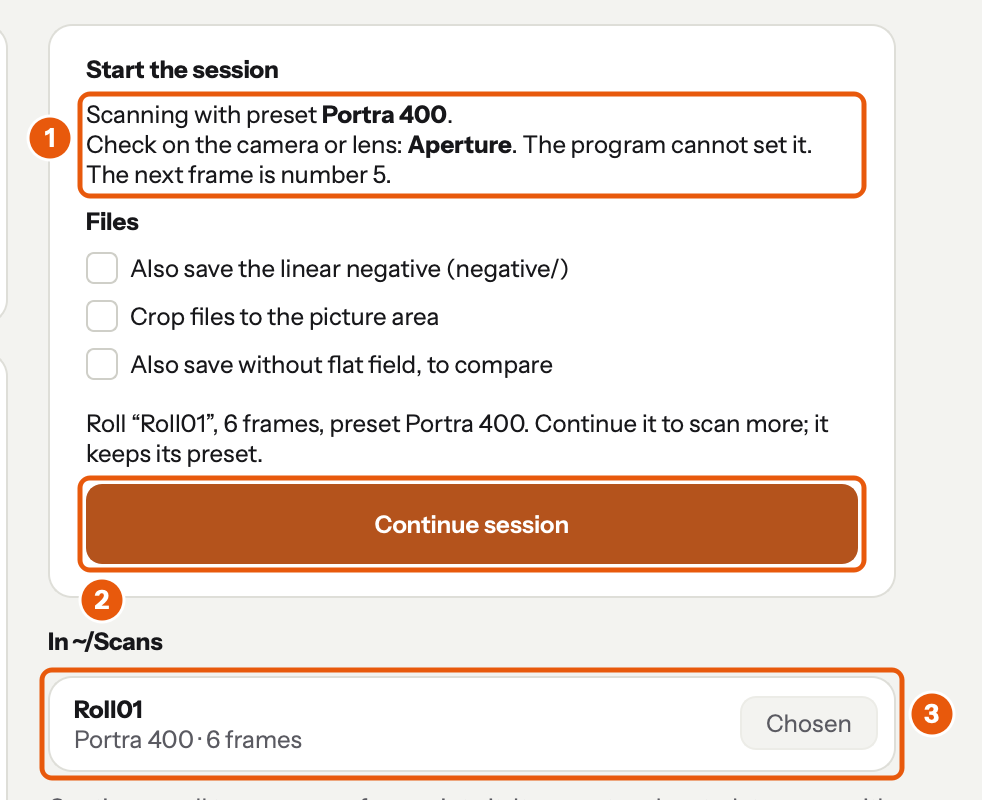 Start the session
1
Scanning with preset Portra 400.
Check on the camera or lens: Aperture. The program cannot set it.
The next frame is number 5.
Files
Also save the linear negative (negative/)
Crop files to the picture area
Also save without flat field, to compare
Roll “Roll01”, 6 frames, preset Portra 400. Continue it to scan more; it
keeps its preset.
Continue session
2
In ~/Scans
Roll01
Portra 400 · 6 frames
Chosen
3